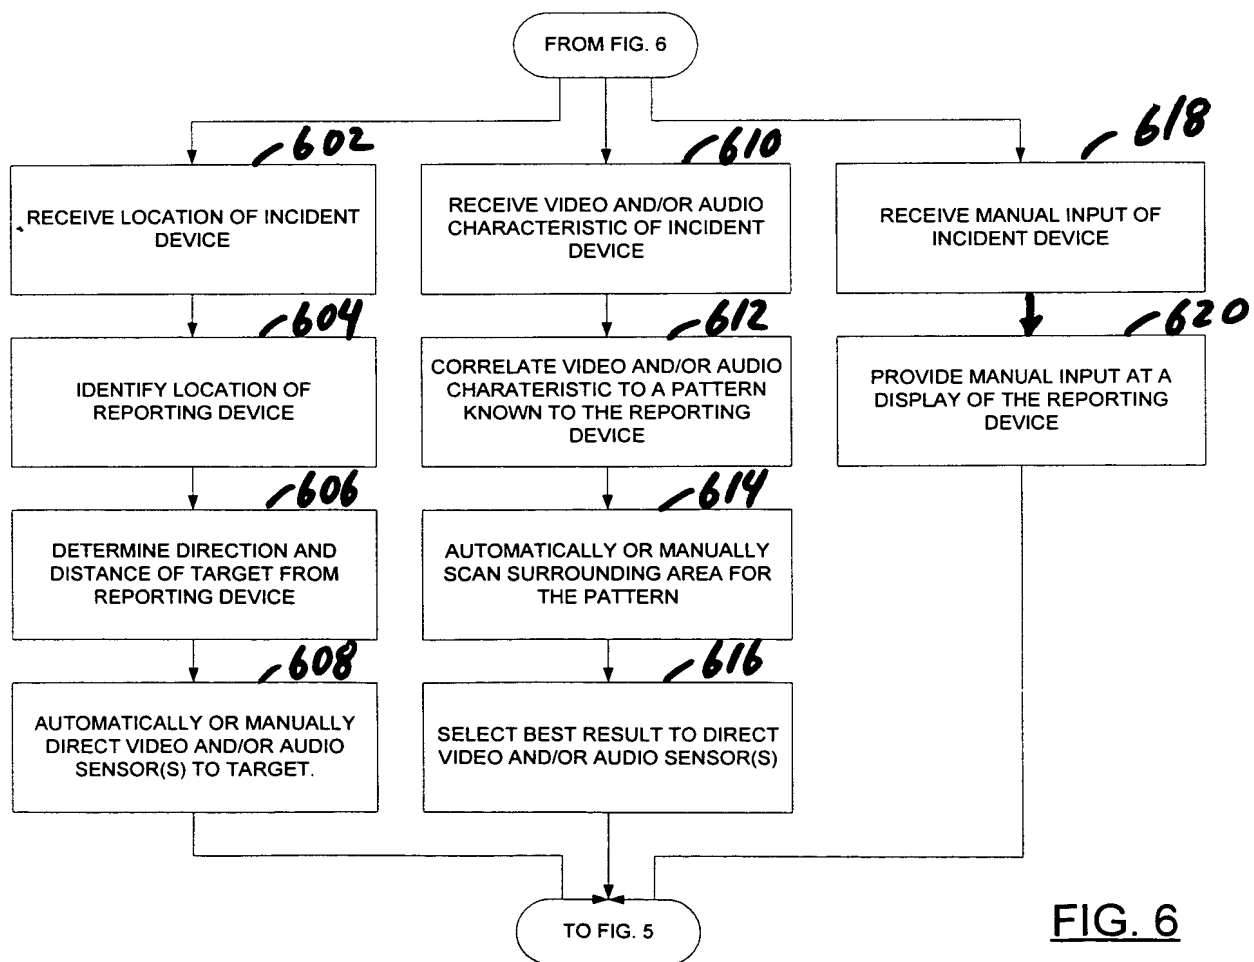 FROM FIG. 6
602
RECEIVE LOCATION OF INCIDENT
DEVICE
604
IDENTIFY LOCATION OF
REPORTING DEVICE
606
DETERMINE DIRECTION AND
DISTANCE OF TARGET FROM
REPORTING DEVICE
608
AUTOMATICALLY OR MANUALLY
DIRECT VIDEO AND/OR AUDIO
SENSOR(S) TO TARGET.
610
RECEIVE VIDEO AND/OR AUDIO
CHARACTERISTIC OF INCIDENT
DEVICE
612
CORRELATE VIDEO AND/OR AUDIO
CHARATERISTIC TO A PATTERN
KNOWN TO THE REPORTING
DEVICE
614
AUTOMATICALLY OR MANUALLY
SCAN SURROUNDING AREA FOR
THE PATTERN
616
SELECT BEST RESULT TO DIRECT
VIDEO AND/OR AUDIO SENSOR(S)
618
RECEIVE MANUAL INPUT OF
INCIDENT DEVICE
620
PROVIDE MANUAL INPUT AT A
DISPLAY OF THE REPORTING
DEVICE
TO FIG. 5
FIG. 6